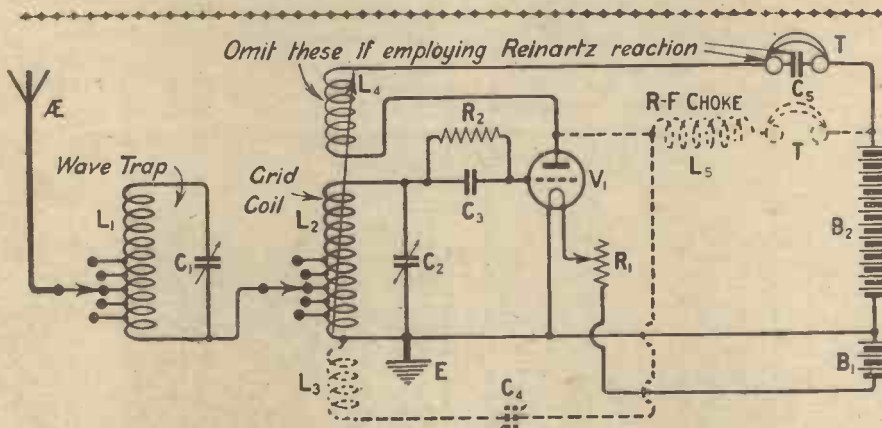 Omit these if employing Reinartz reaction
T
L4
C5
Æ
R-F CHOKE
R2
Wave Trap
Grid
Coil
L5
T
V1
L1
L2
C3
B2
C1
C2
R1
E
B1
L3
C4